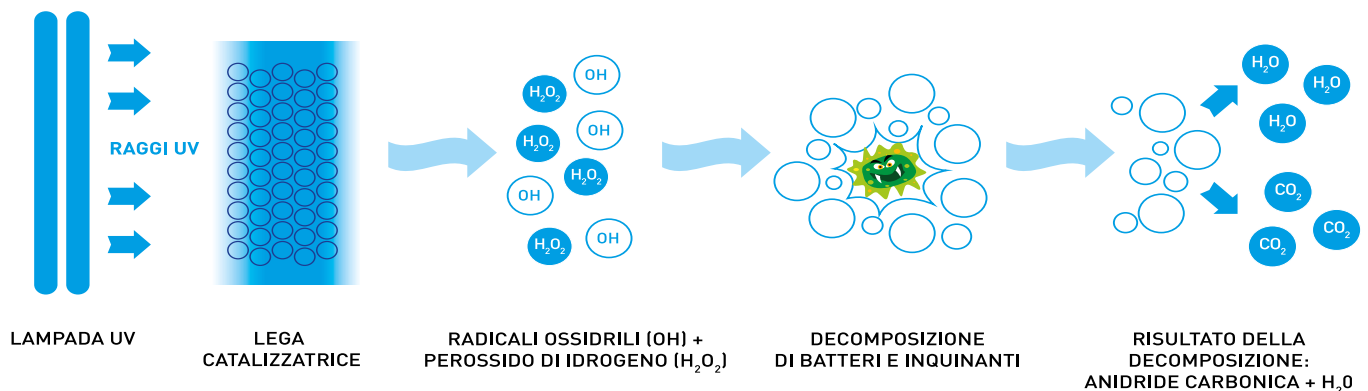 RAGGI UV
H₂O₂
OH
H₂O₂
OH
H₂O₂
OH
H₂O₂
OH
H₂O
H₂O
H₂O
CO₂
CO₂
CO₂
LAMPADA UV
LEGA
CATALIZZATRICE
RADICALI OSSIDRILI (OH) +
PEROSSIDO DI IDROGENO (H₂O₂)
DECOMPOSIZIONE
DI BATTERI E INQUINANTI
RISULTATO DELLA
DECOMPOSIZIONE:
ANIDRIDE CARBONICA + H₂0